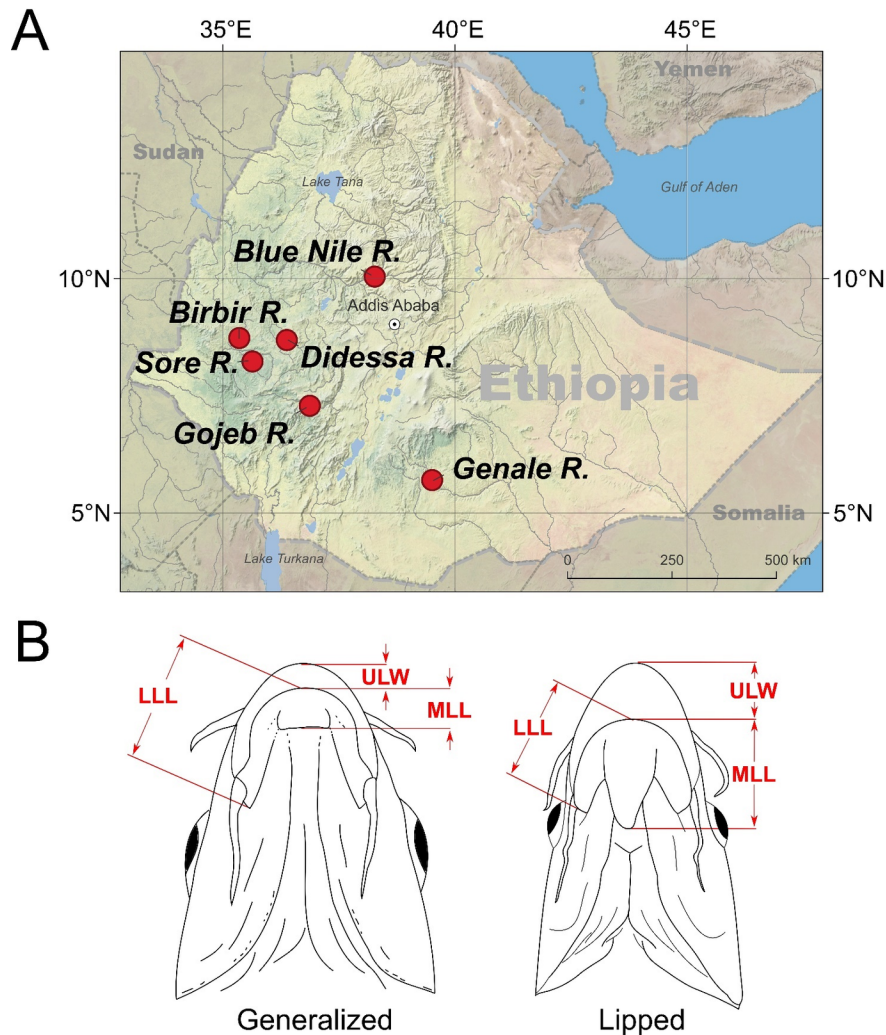 A
35°E 40°E 45°E
Yemen
Sudan
Lake Tana
Gulf of Aden
Blue Nile R.
10°N 10°N
Addis Ababa
Birbir R.
Sore R. Didessa R.
Ethiopia
Gojeb R.
Genale R.
5°N 5°N
Somalia
Lake Turkana
0 250 500 km
B
ULW
LLL MLL
ULW
LLL
MLL
Generalized Lipped